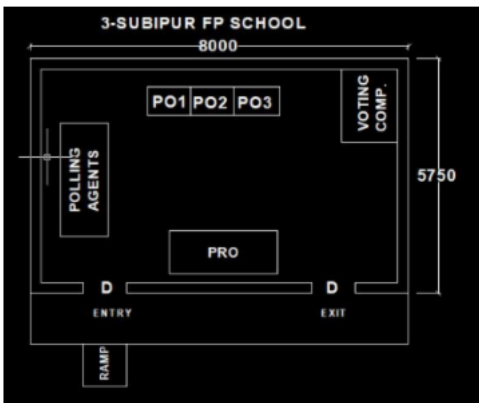 3-SUBIPUR FP SCHOOL
8000
PO1 PO2 PO3
VOTING
COMP.
POLLING
AGENTS
5750
PRO
D
D
ENTRY
EXIT
RAMP